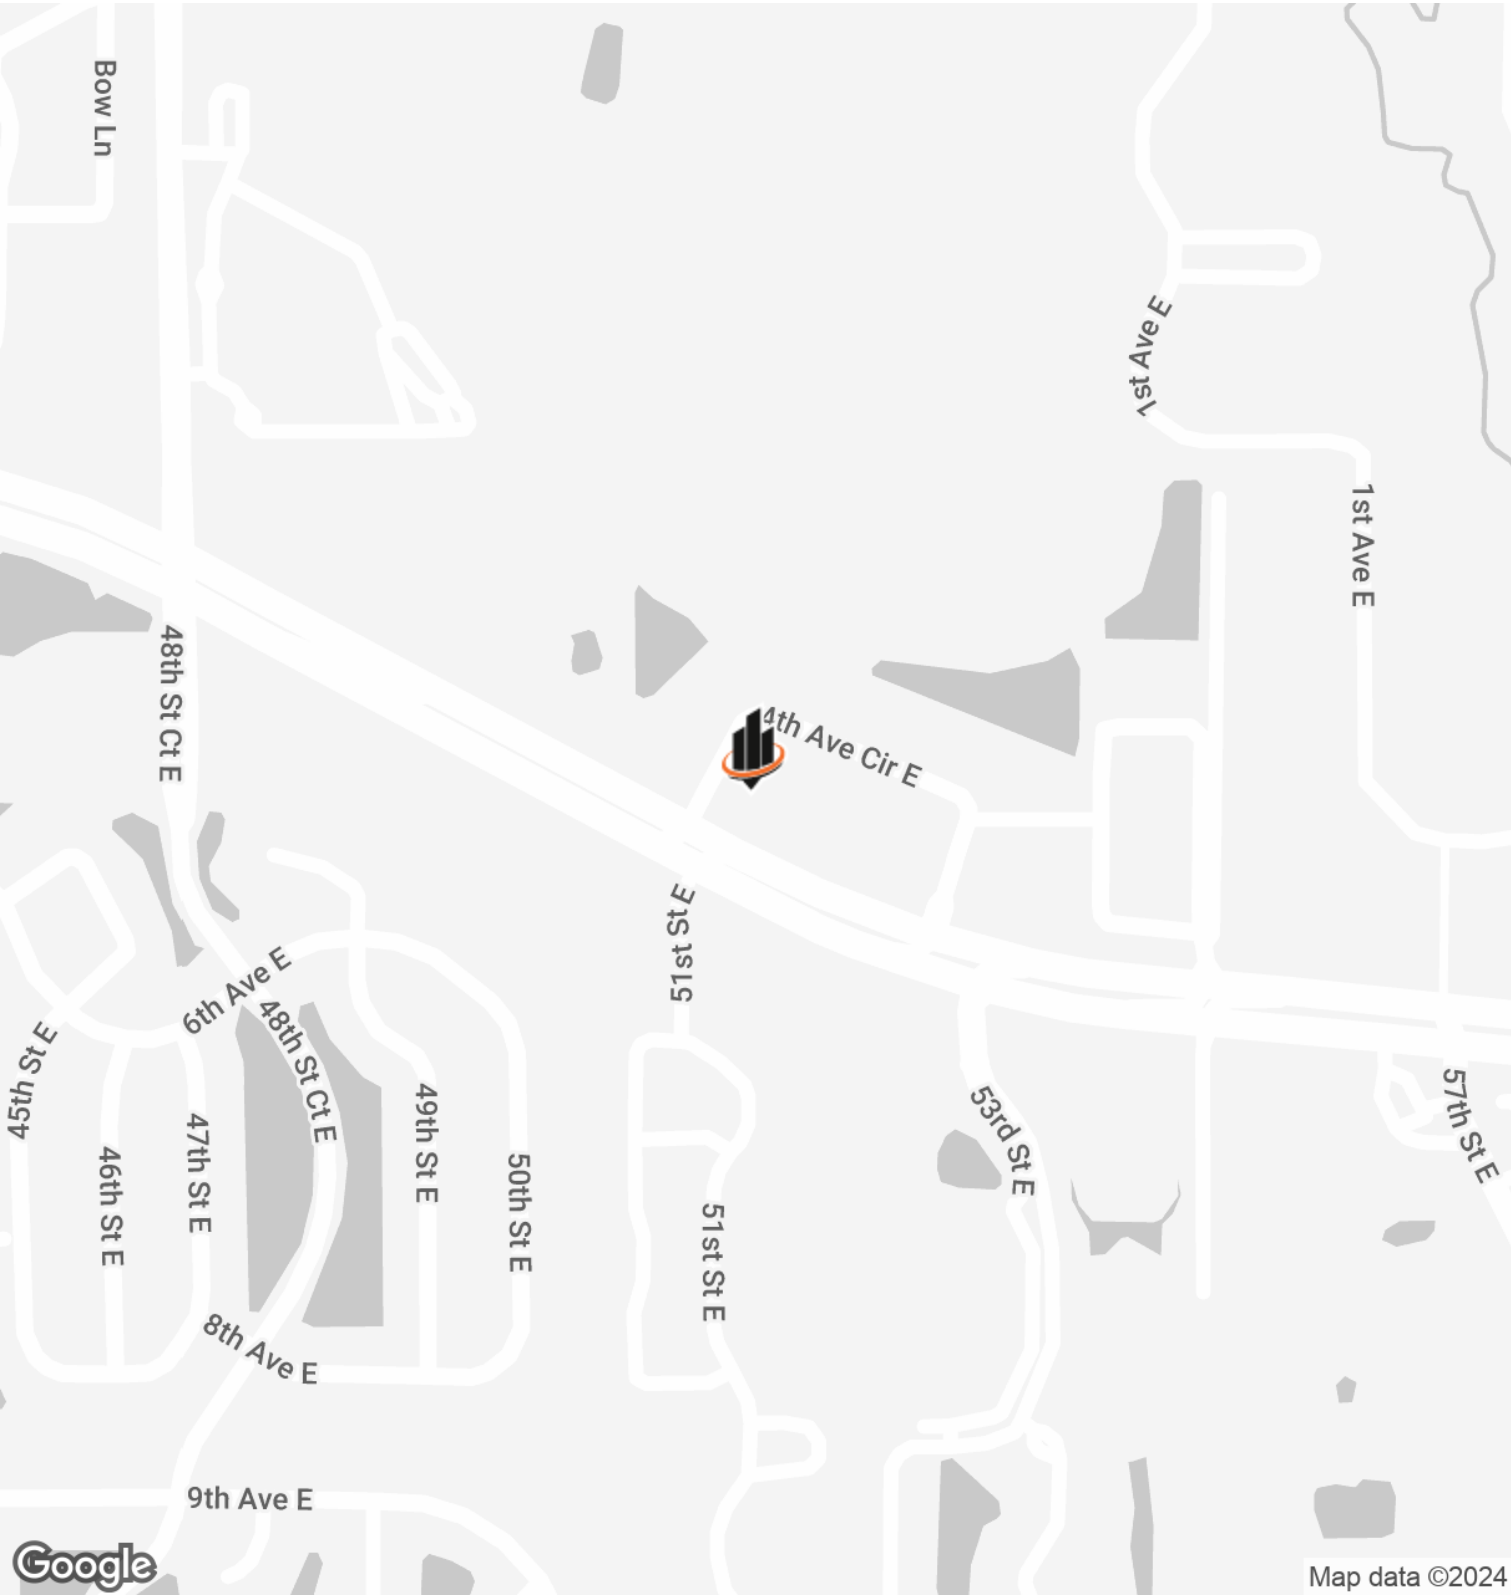 Bow Ln
1st Ave E
1st Ave E
48th St Ct E
4th Ave Cir E
51st St E
6th Ave E
48th St Ct E
45th St E
46th St E
47th St E
49th St E
50th St E
51st St E
53rd St E
57th St E
8th Ave E
9th Ave E
Google
Map data ©2024